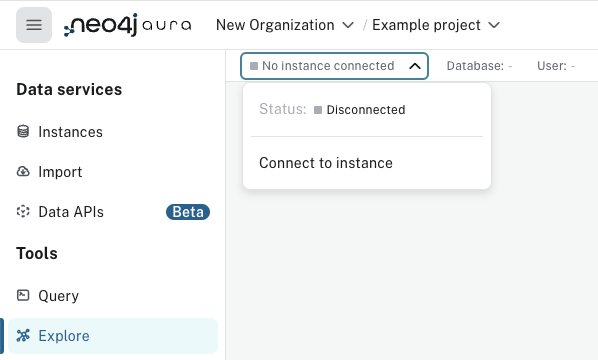 neo4j aura New Organization / Example project
No instance connected Database: - User: -
Data services
Status: Disconnected
Instances
Connect to instance
Import
Data APIs Beta
Tools
Query
Explore